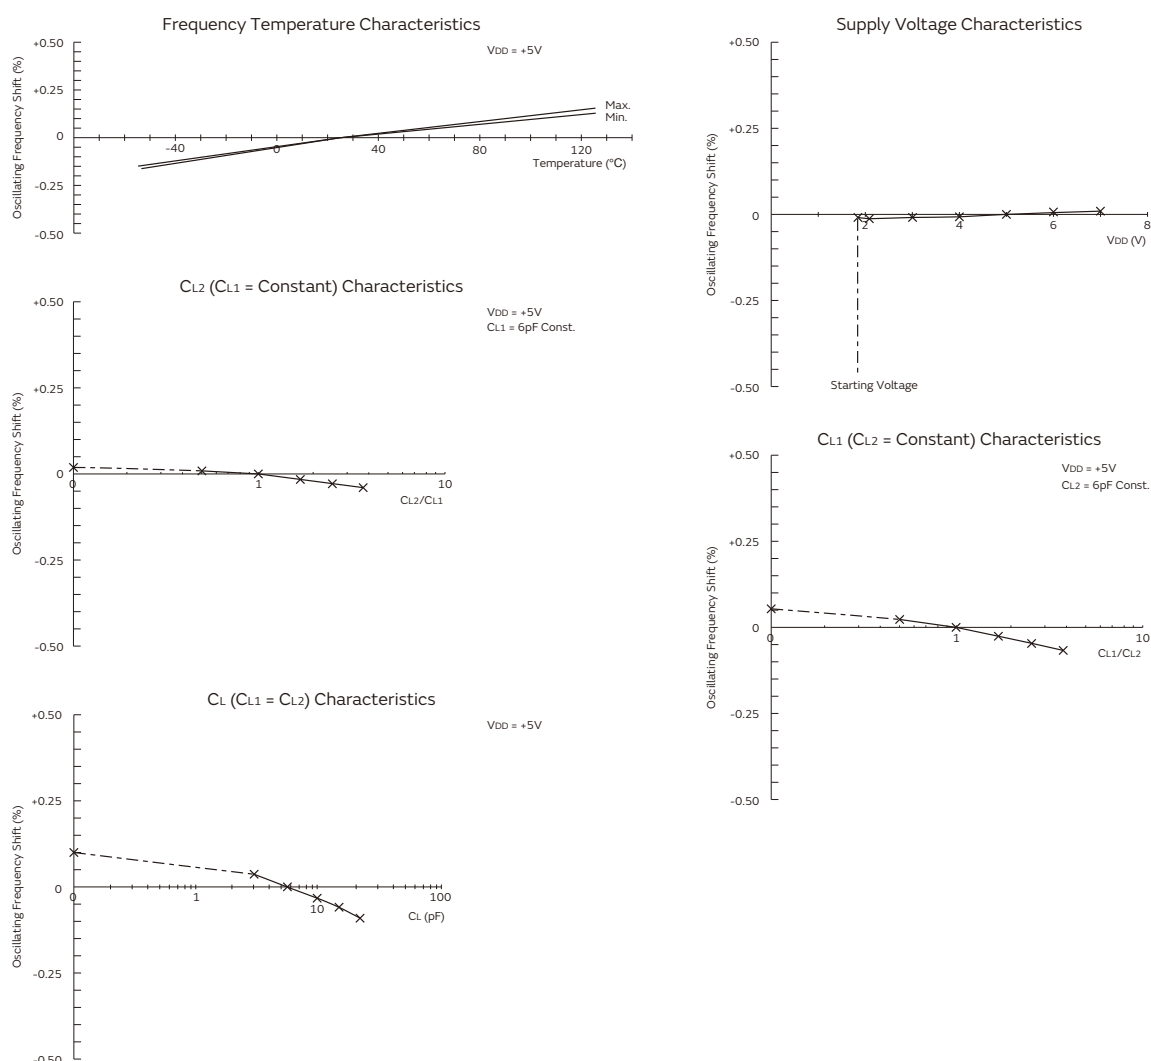 Frequency Temperature Characteristics
VDD = +5V
Oscillating Frequency Shift (%)
+0.50
+0.25
0
-0.25
-0.50
-40
0
40
80
120
Max.
Min.
Temperature (°C)
CL2 (CL1 = Constant) Characteristics
VDD = +5V
CL1 = 6pF Const.
Oscillating Frequency Shift (%)
+0.50
+0.25
0
-0.25
-0.50
0
1
10
CL2/CL1
CL (CL1 = CL2) Characteristics
VDD = +5V
Oscillating Frequency Shift (%)
+0.50
+0.25
0
-0.25
-0.50
0
1
10
100
CL (pF)
Supply Voltage Characteristics
Oscillating Frequency Shift (%)
+0.50
+0.25
0
-0.25
-0.50
2
4
6
8
VDD (V)
Starting Voltage
CL1 (CL2 = Constant) Characteristics
VDD = +5V
CL2 = 6pF Const.
Oscillating Frequency Shift (%)
+0.50
+0.25
0
-0.25
-0.50
0
1
10
CL1/CL2